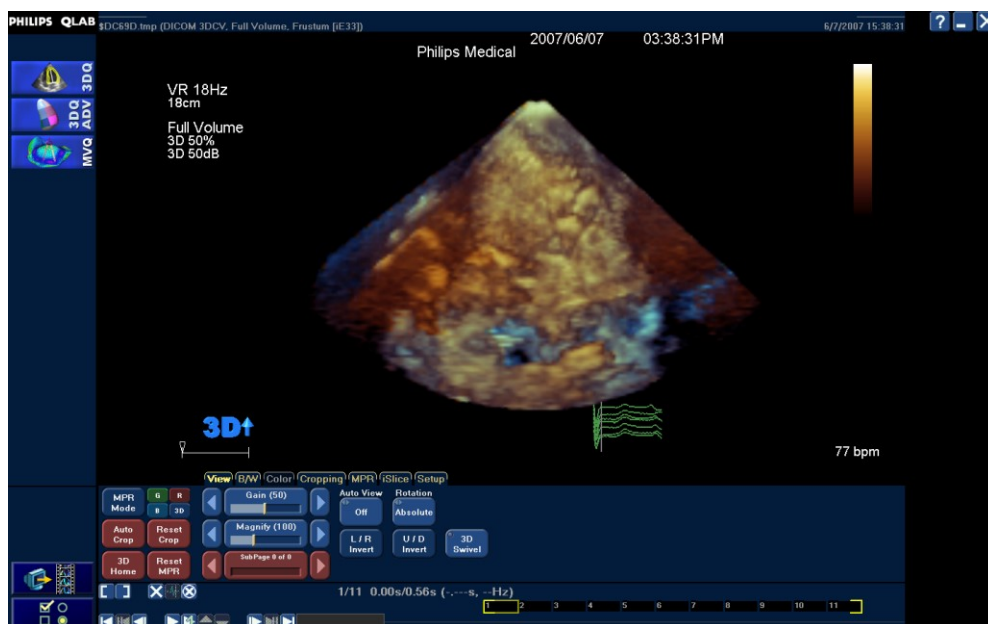 PHILIPS QLAB
$DC69D.tmp (DICOM 3DCV, Full Volume, Frustum [iE33])
6/7/2007 15:38:31
? 
2007/06/07 03:38:31PM
Philips Medical
3DQ
3DQ ADV
MVQ
VR 18Hz
18cm
Full Volume
3D 50%
3D 50dB
3D
77 bpm
View B/W Color Cropping MPR iSlice Setup
MPR Mode
G R
B 3D
Gain (50)
Auto View
Off
Rotation
Absolute
Auto Crop
Reset Crop
Magnify (100)
L / R Invert
U / D Invert
3D Swivel
3D Home
Reset MPR
SubPage 0 of 0
1/11 0.00s/0.56s (-.---s, --Hz)
1 2 3 4 5 6 7 8 9 10 11